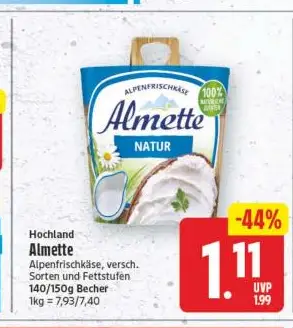 ALPENFRISCHKÄSE
100%
Almette
NATUR
Hochland
Almette
Alpenfrischkäse, versch.
Sorten und Fettstufen
140/150g Becher
1kg = 7,93/7,40
-44%
1.11
UVP
1.99